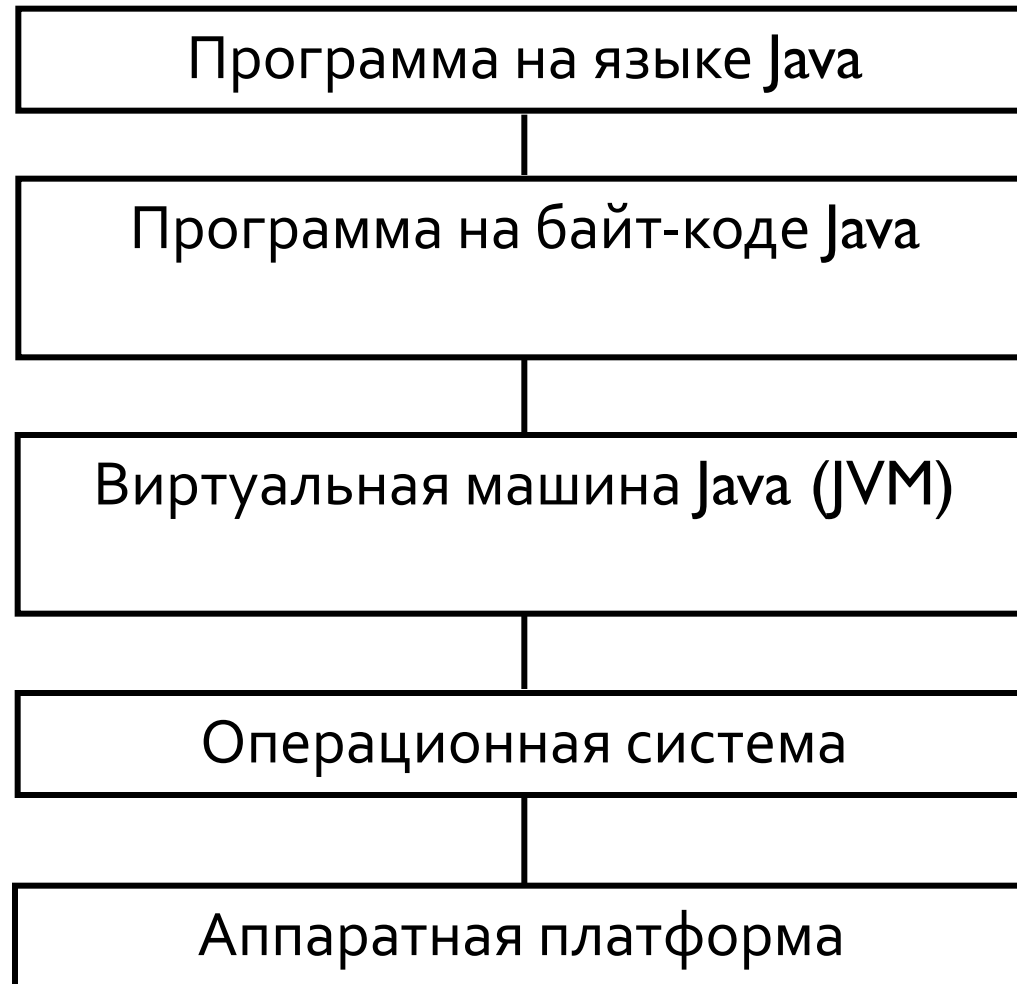 Программа на языке Java
Программа на байт-коде Java
Виртуальная машина Java (JVM)
Операционная система
Аппаратная платформа